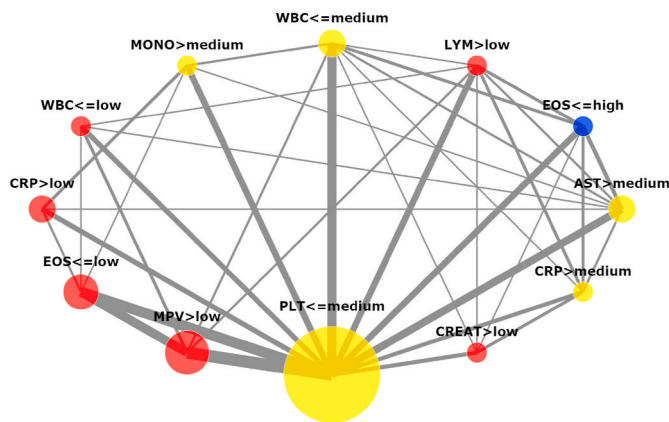 WBC<=medium
MONO>medium
LYM>low
WBC<=low
EOS<=high
CRP>low
AST>medium
EOS<=low
CRP>medium
MPV>low
PLT<=medium
CREAT>low